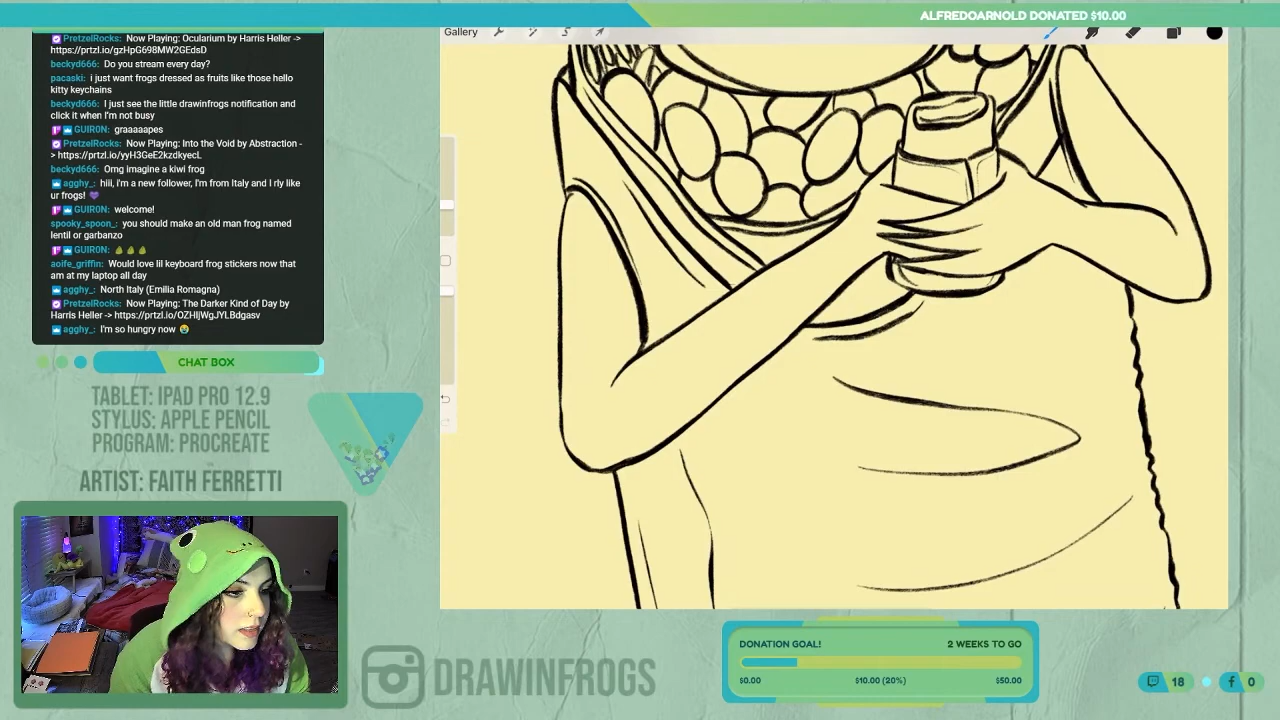 ALFREDOARNOLD DONATED $10.00
Gallery
PretzelRocks: Now Playing: Ocularium by Harris Heller ->
https://prtzl.io/gzHpG698MW2GEdsD
beckyd666: Do you stream every day?
pacaski: i just want frogs dressed as fruits like those hello
kitty keychains
beckyd666: I just see the little drawinfrogs notification and
click it when I'm not busy
GUIR0N: graaaaapes
PretzelRocks: Now Playing: Into the Void by Abstraction -
> https://prtzl.io/yyH3GeE2kzdkyecL
beckyd666: Omg imagine a kiwi frog
agghy_: hiii, I'm a new follower, I'm from Italy and I rly like
ur frogs! 💜
GUIR0N: welcome!
spooky_spoon_: you should make an old man frog named
lentil or garbanzo
GUIR0N: 🍐 🍐 🍐
aoife_griffin: Would love lil keyboard frog stickers now that
am at my laptop all day
agghy_: North Italy (Emilia Romagna)
PretzelRocks: Now Playing: The Darker Kind of Day by
Harris Heller -> https://prtzl.io/OZHIjWgJYLBdgasv
agghy_: I'm so hungry now 😭
CHAT BOX
TABLET: IPAD PRO 12.9
STYLUS: APPLE PENCIL
PROGRAM: PROCREATE
ARTIST: FAITH FERRETTI
DRAWINFROGS
DONATION GOAL! 2 WEEKS TO GO
$0.00 $10.00 (20%) $50.00
18 0